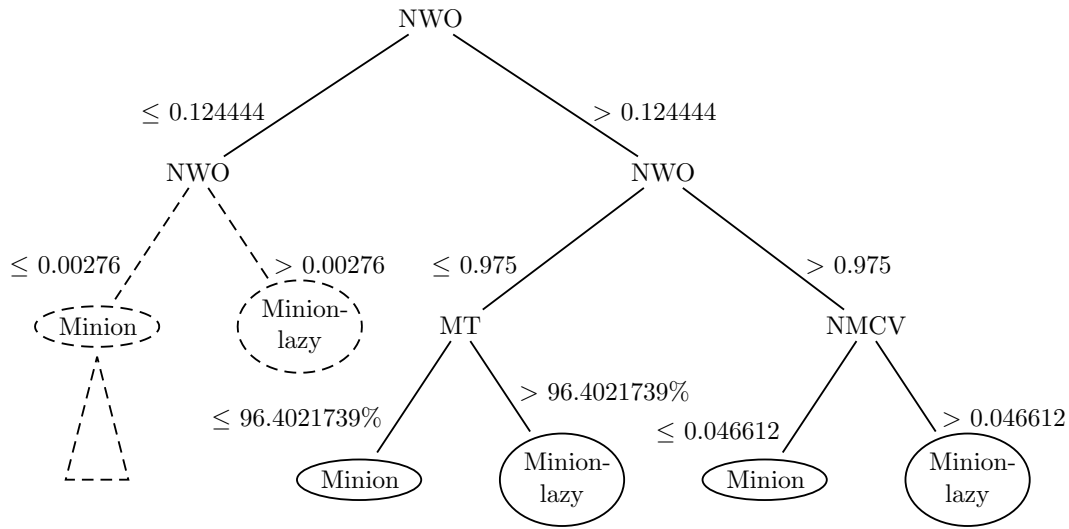 NWO
≤ 0.124444
> 0.124444
NWO
NWO
≤ 0.00276
> 0.00276
≤ 0.975
> 0.975
Minion
Minion-
lazy
MT
NMCV
≤ 96.4021739%
> 96.4021739%
≤ 0.046612
> 0.046612
Minion
Minion-
lazy
Minion
Minion-
lazy